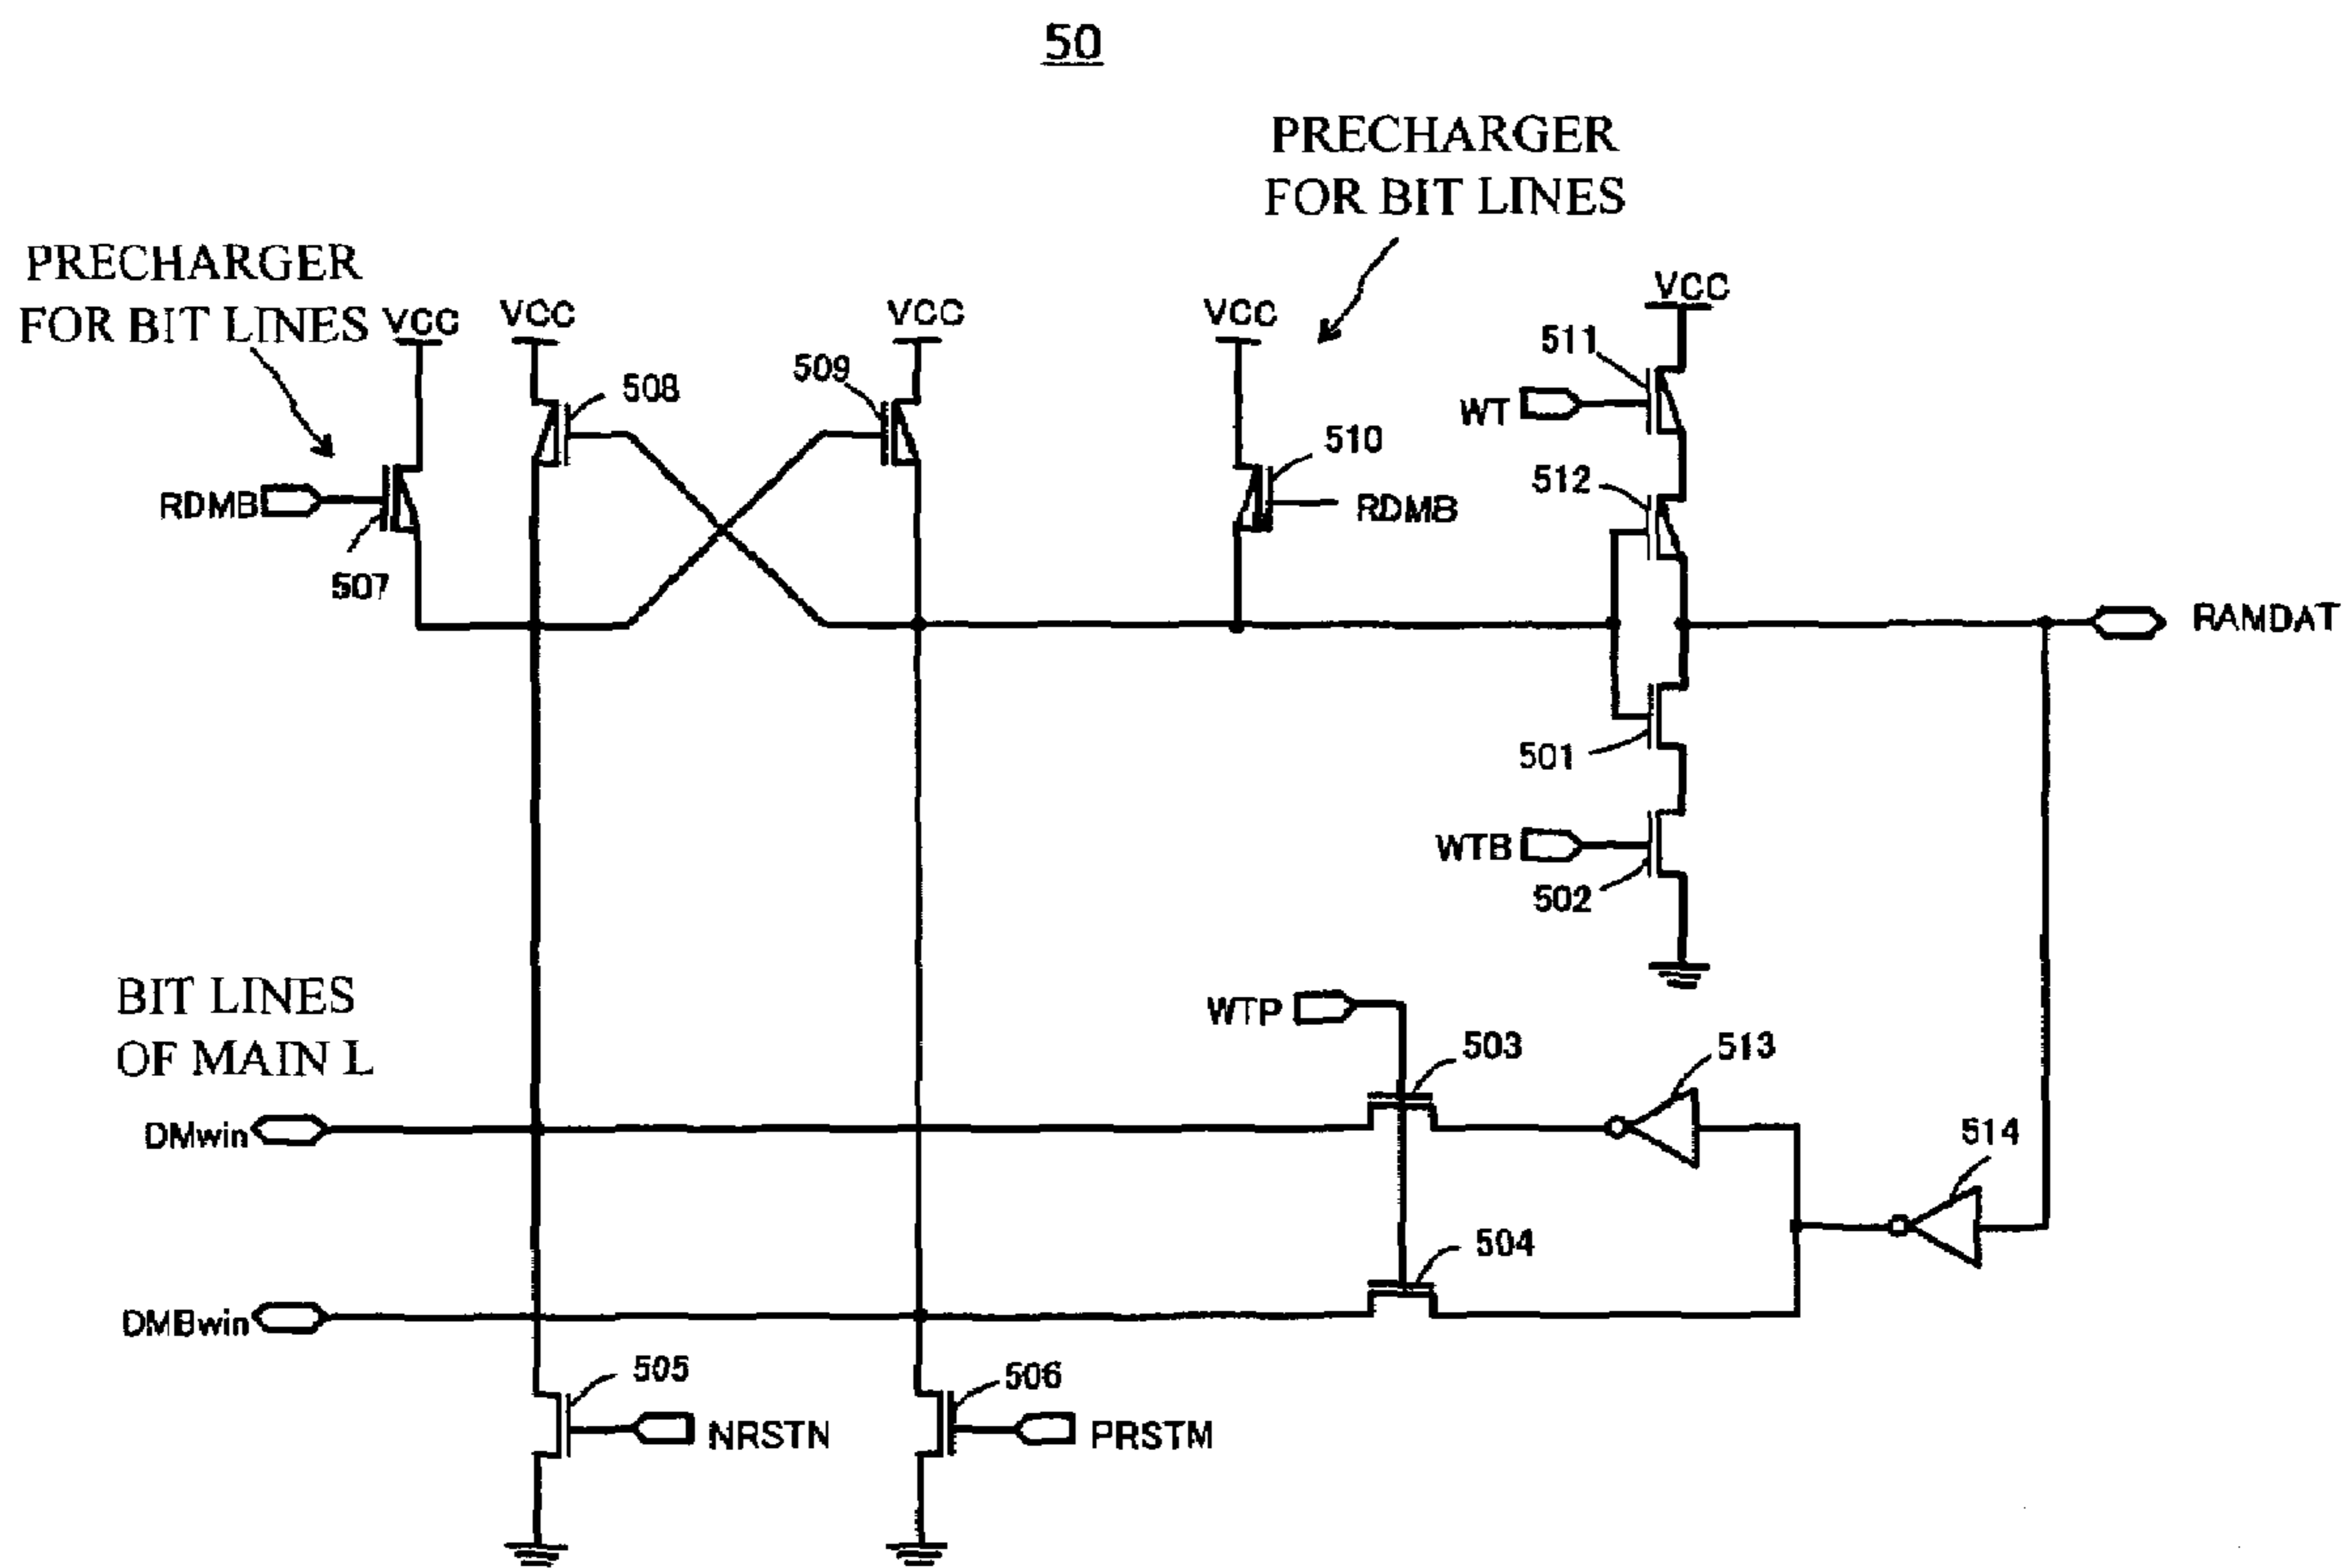 50
PRECHARGER
FOR BIT LINES
PRECHARGER
FOR BIT LINES
VCC
VCC
VCC
VCC
VCC
508
509
510
511
WT
512
RDMB
507
RDMB
RAMDAT
501
WTB
502
BIT LINES
OF MAIN L
WTP
503
513
DMwin
514
504
DMBwin
505
506
NRSTN
PRSTM